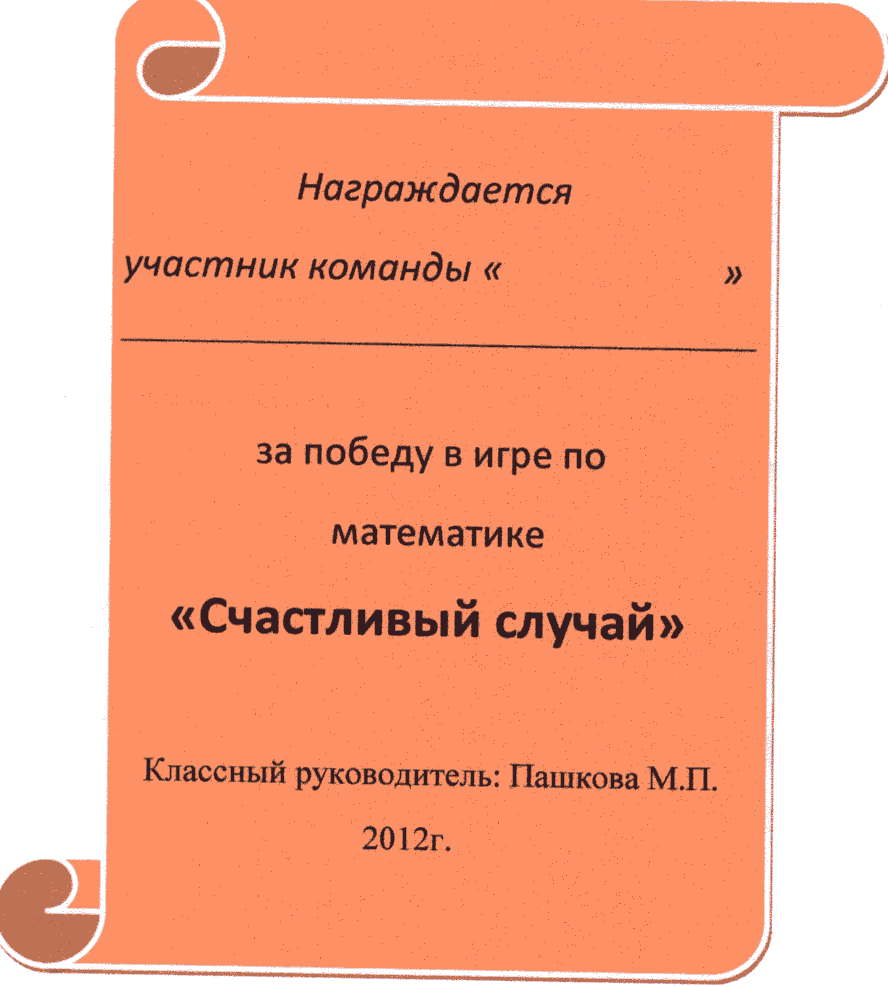 Награждается
участник команды « »
за победу в игре по
математике
«Счастливый случай»
Классный руководитель: Пашкова М.П.
2012г.